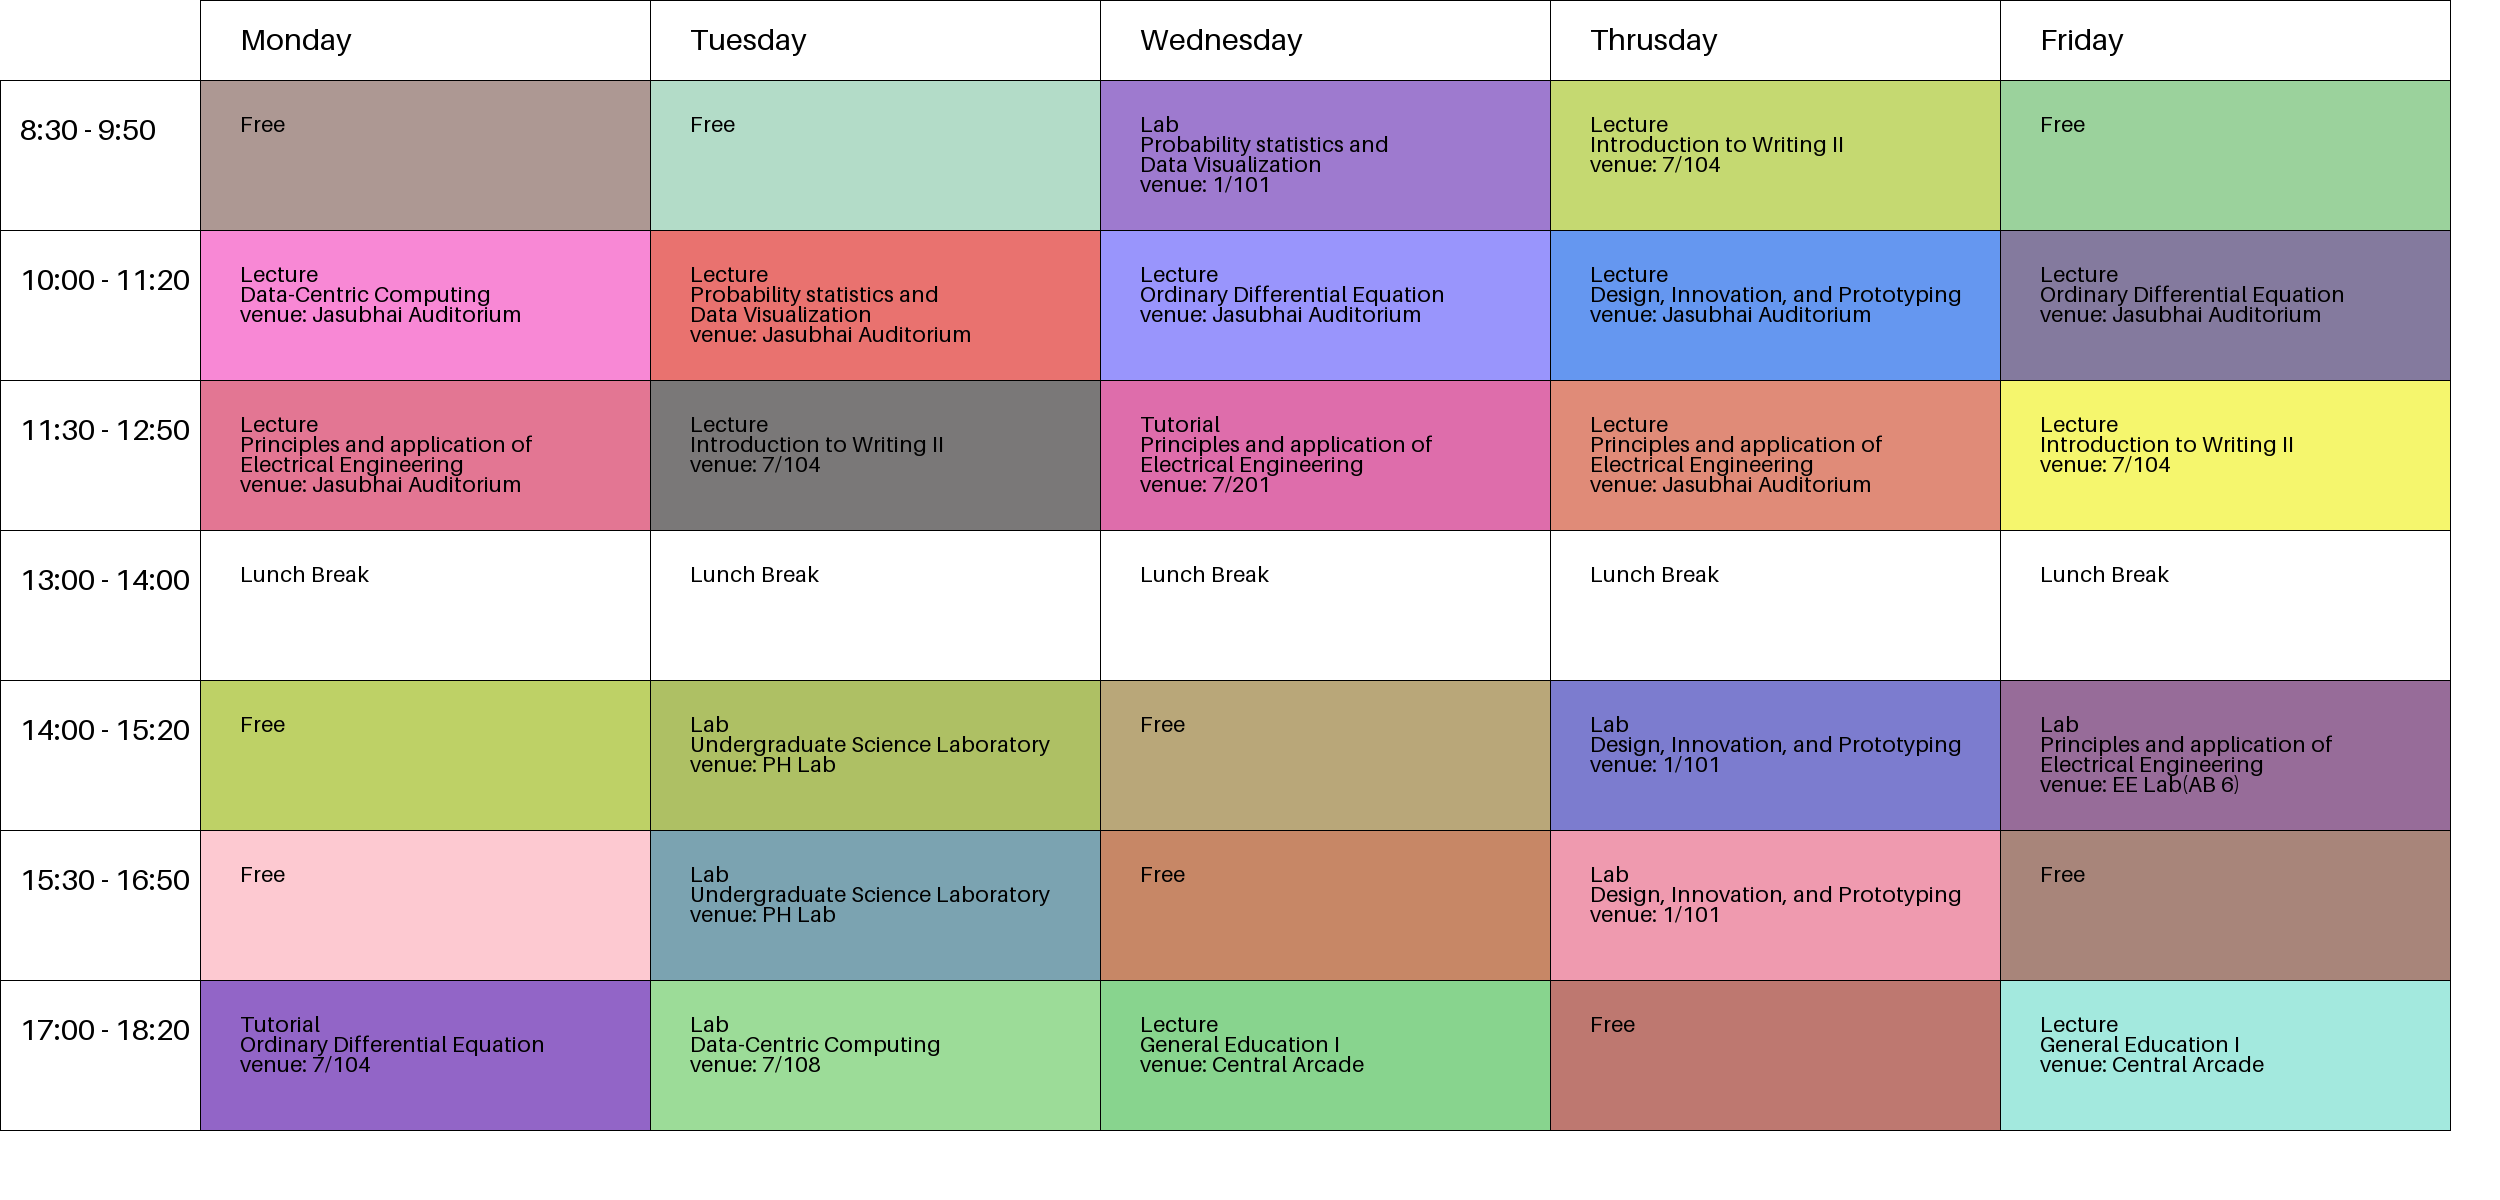 Monday
Tuesday
Wednesday
Thrusday
Friday
8:30 - 9:50
Free
Free
Lab
Probability statistics and
Data Visualization
venue: 1/101
Lecture
Introduction to Writing II
venue: 7/104
Free
10:00 - 11:20
Lecture
Data-Centric Computing
venue: Jasubhai Auditorium
Lecture
Probability statistics and
Data Visualization
venue: Jasubhai Auditorium
Lecture
Ordinary Differential Equation
venue: Jasubhai Auditorium
Lecture
Design, Innovation, and Prototyping
venue: Jasubhai Auditorium
Lecture
Ordinary Differential Equation
venue: Jasubhai Auditorium
11:30 - 12:50
Lecture
Principles and application of
Electrical Engineering
venue: Jasubhai Auditorium
Lecture
Introduction to Writing II
venue: 7/104
Tutorial
Principles and application of
Electrical Engineering
venue: 7/201
Lecture
Principles and application of
Electrical Engineering
venue: Jasubhai Auditorium
Lecture
Introduction to Writing II
venue: 7/104
13:00 - 14:00
Lunch Break
Lunch Break
Lunch Break
Lunch Break
Lunch Break
14:00 - 15:20
Free
Lab
Undergraduate Science Laboratory
venue: PH Lab
Free
Lab
Design, Innovation, and Prototyping
venue: 1/101
Lab
Principles and application of
Electrical Engineering
venue: EE Lab(AB 6)
15:30 - 16:50
Free
Lab
Undergraduate Science Laboratory
venue: PH Lab
Free
Lab
Design, Innovation, and Prototyping
venue: 1/101
Free
17:00 - 18:20
Tutorial
Ordinary Differential Equation
venue: 7/104
Lab
Data-Centric Computing
venue: 7/108
Lecture
General Education I
venue: Central Arcade
Free
Lecture
General Education I
venue: Central Arcade